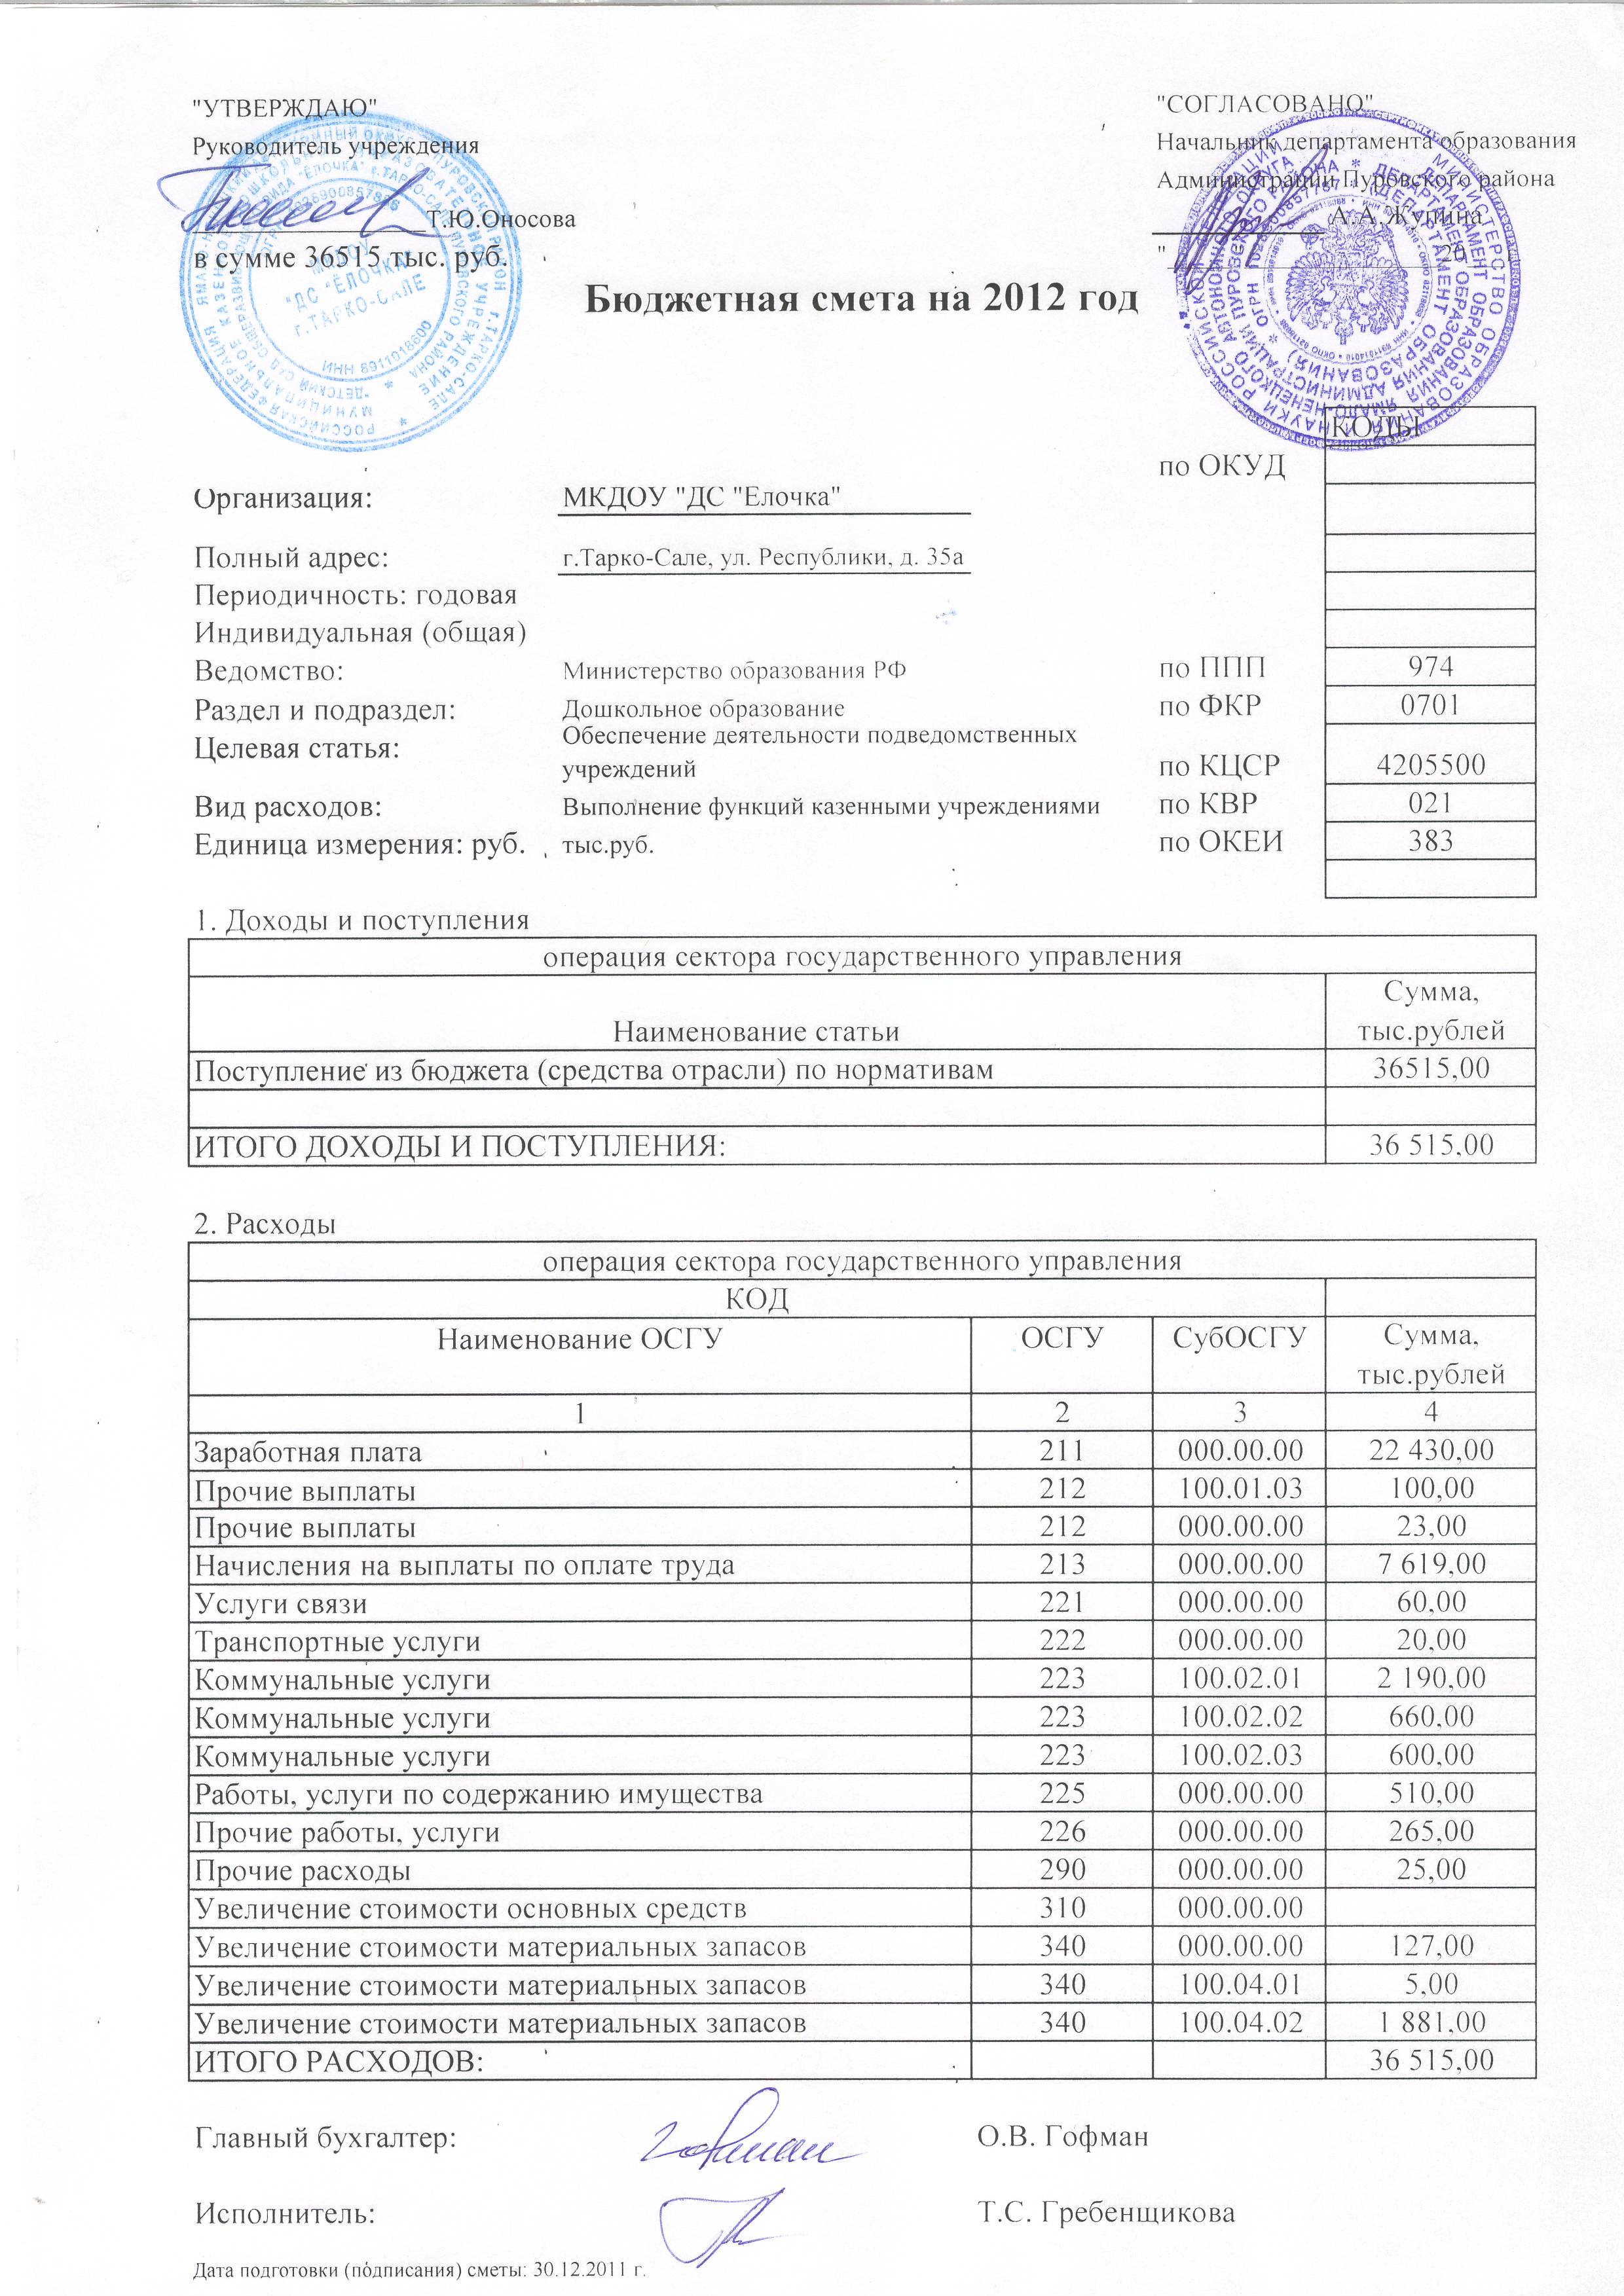 "УТВЕРЖДАЮ"
Руководитель учреждения
Т.Ю.Оносова
в сумме 36515 тыс. руб.
"СОГЛАСОВАНО"
Начальник департамента образования
Администрации Пуровского района
А.А.Жупина
" 20
"ДС "ЁЛОЧКА"
г.ТАРКО-САЛЕ
ИНН 8911018600
Бюджетная смета на 2012 год
КОДЫ
по ОКУД
Организация: МКДОУ "ДС "Елочка"
Полный адрес: г.Тарко-Сале, ул. Республики, д. 35а
Периодичность: годовая
Индивидуальная (общая)
Ведомство: Министерство образования РФ по ППП 974
Раздел и подраздел: Дошкольное образование по ФКР 0701
Целевая статья: Обеспечение деятельности подведомственных
учреждений по КЦСР 4205500
Вид расходов: Выполнение функций казенными учреждениями по КВР 021
Единица измерения: руб. тыс.руб. по ОКЕИ 383
1. Доходы и поступления
операция сектора государственного управления
Наименование статьи Сумма,
тыс.рублей
Поступление из бюджета (средства отрасли) по нормативам 36515,00
ИТОГО ДОХОДЫ И ПОСТУПЛЕНИЯ: 36 515,00
2. Расходы
операция сектора государственного управления
КОД
Наименование ОСГУ ОСГУ СубОСГУ Сумма,
тыс.рублей
1 2 3 4
Заработная плата 211 000.00.00 22 430,00
Прочие выплаты 212 100.01.03 100,00
Прочие выплаты 212 000.00.00 23,00
Начисления на выплаты по оплате труда 213 000.00.00 7 619,00
Услуги связи 221 000.00.00 60,00
Транспортные услуги 222 000.00.00 20,00
Коммунальные услуги 223 100.02.01 2 190,00
Коммунальные услуги 223 100.02.02 660,00
Коммунальные услуги 223 100.02.03 600,00
Работы, услуги по содержанию имущества 225 000.00.00 510,00
Прочие работы, услуги 226 000.00.00 265,00
Прочие расходы 290 000.00.00 25,00
Увеличение стоимости основных средств 310 000.00.00
Увеличение стоимости материальных запасов 340 000.00.00 127,00
Увеличение стоимости материальных запасов 340 100.04.01 5,00
Увеличение стоимости материальных запасов 340 100.04.02 1 881,00
ИТОГО РАСХОДОВ: 36 515,00
Главный бухгалтер: О.В. Гофман
Исполнитель: Т.С. Гребенщикова
Дата подготовки (подписания) сметы: 30.12.2011 г.